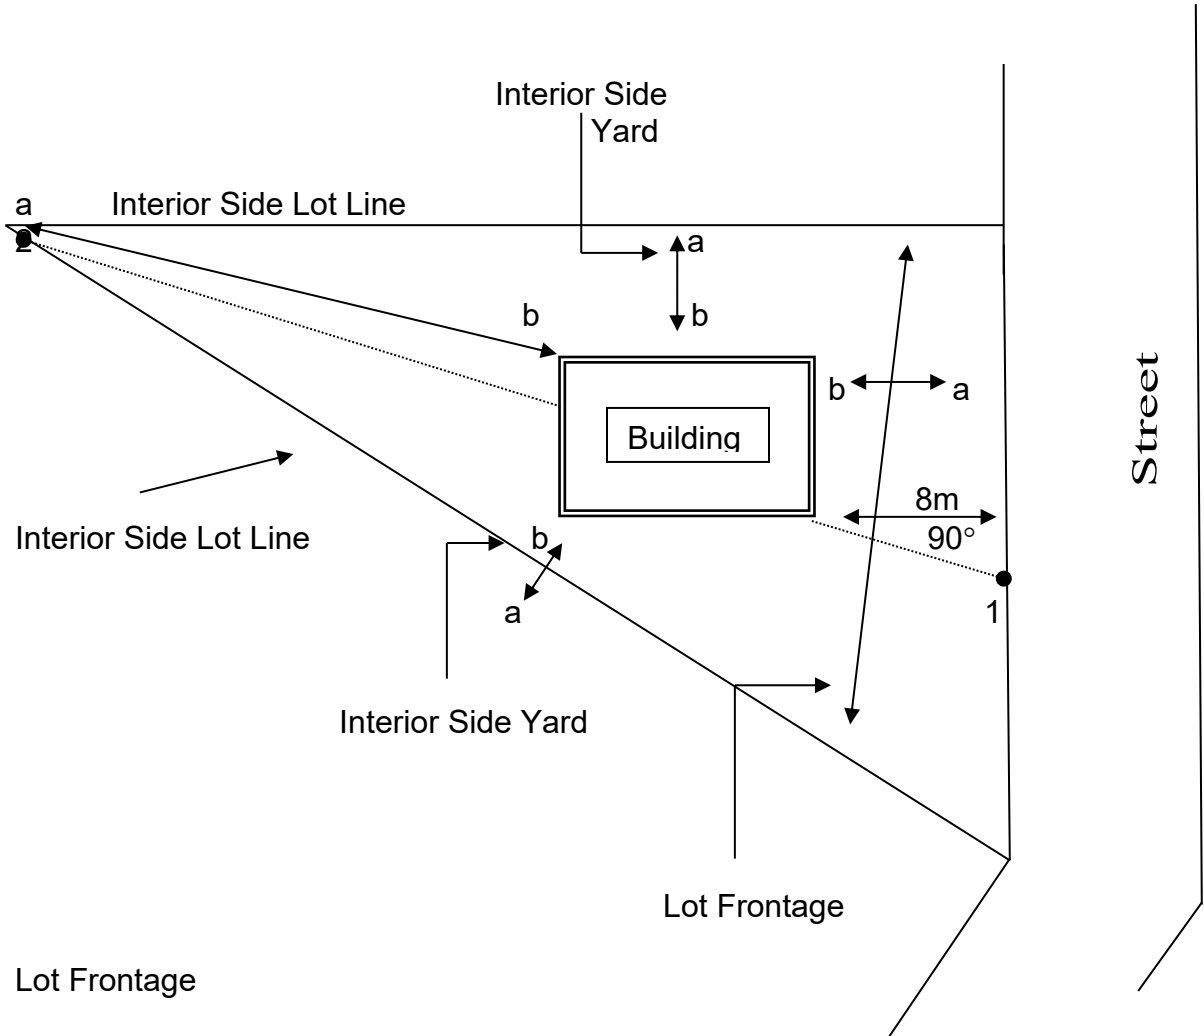 Interior Side
Yard
a
Interior Side Lot Line
2
a
b
b
b
a
Building
Street
8m
90°
Interior Side Lot Line
b
a
1
Interior Side Yard
Lot Frontage
Lot Frontage